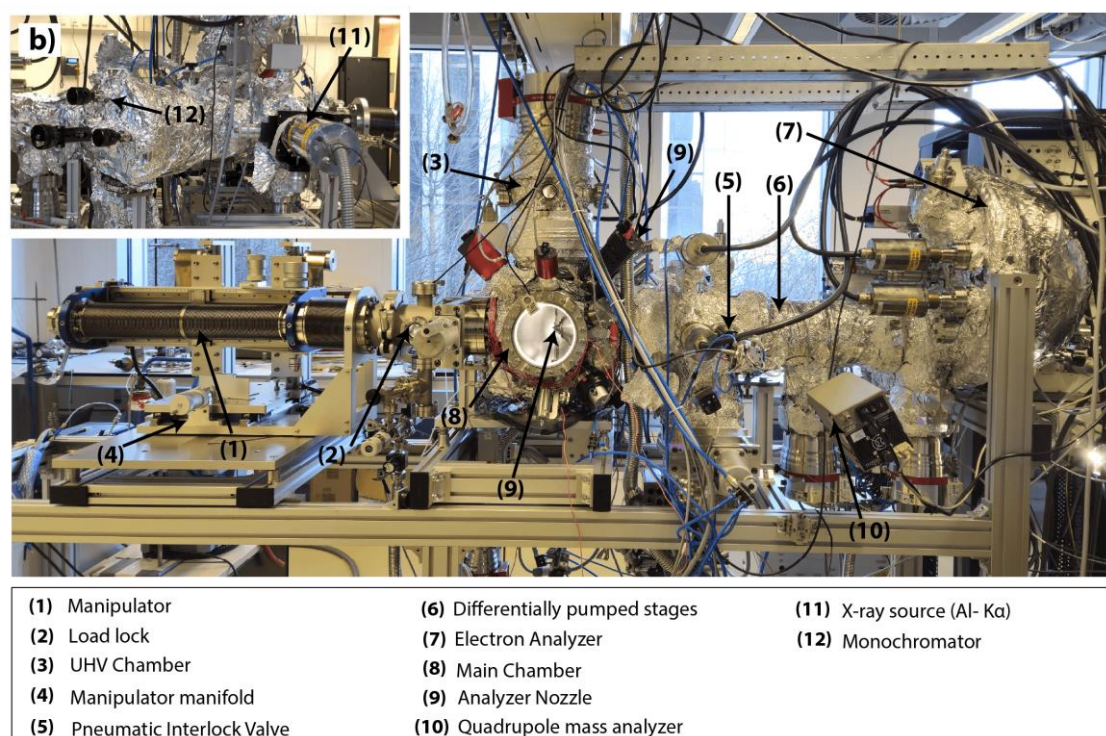 b)
(11)
(12)
(3)
(9)
(5)
(6)
(7)
(4)
(1)
(2)
(8)
(9)
(10)
(1) Manipulator
(2) Load lock
(3) UHV Chamber
(4) Manipulator manifold
(5) Pneumatic Interlock Valve
(6) Differentially pumped stages
(7) Electron Analyzer
(8) Main Chamber
(9) Analyzer Nozzle
(10) Quadrupole mass analyzer
(11) X-ray source (Al- Kα)
(12) Monochromator